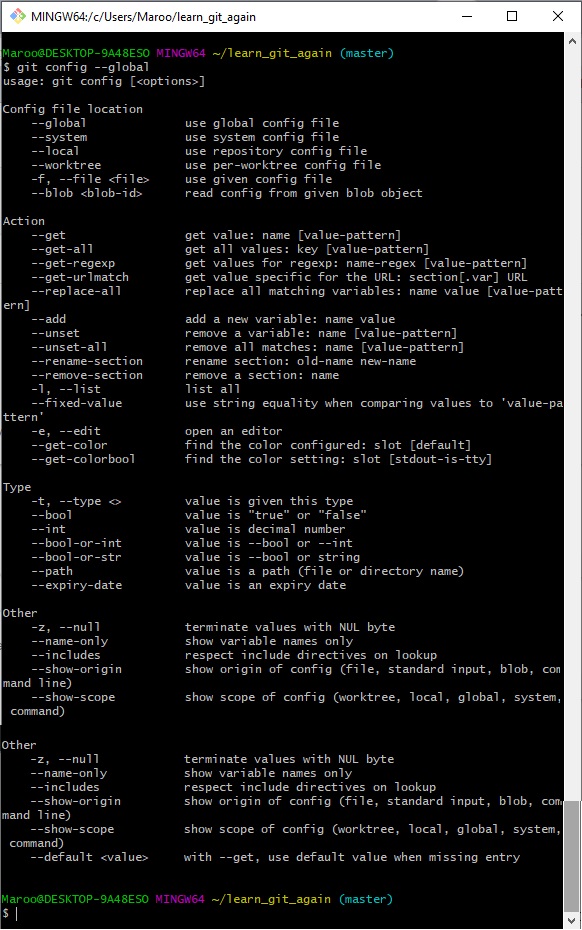 MINGW64:/c/Users/Maroo/learn_git_again
Maroo@DESKTOP-9A48ESO MINGW64 ~/learn_git_again (master)
$ git config --global
usage: git config [<options>]
Config file location
--global use global config file
--system use system config file
--local use repository config file
--worktree use per-worktree config file
-f, --file <file> use given config file
--blob <blob-id> read config from given blob object
Action
--get get value: name [value-pattern]
--get-all get all values: key [value-pattern]
--get-regexp get values for regexp: name-regex [value-pattern]
--get-urlmatch get value specific for the URL: section[.var] URL
--replace-all replace all matching variables: name value [value-patt
ern]
--add add a new variable: name value
--unset remove a variable: name [value-pattern]
--unset-all remove all matches: name [value-pattern]
--rename-section rename section: old-name new-name
--remove-section remove a section: name
-l, --list list all
--fixed-value use string equality when comparing values to 'value-pa
ttern'
-e, --edit open an editor
--get-color find the color configured: slot [default]
--get-colorbool find the color setting: slot [stdout-is-tty]
Type
-t, --type <> value is given this type
--bool value is "true" or "false"
--int value is decimal number
--bool-or-int value is --bool or --int
--bool-or-str value is --bool or string
--path value is a path (file or directory name)
--expiry-date value is an expiry date
Other
-z, --null terminate values with NUL byte
--name-only show variable names only
--includes respect include directives on lookup
--show-origin show origin of config (file, standard input, blob, com
mand line)
--show-scope show scope of config (worktree, local, global, system,
command)
Other
-z, --null terminate values with NUL byte
--name-only show variable names only
--includes respect include directives on lookup
--show-origin show origin of config (file, standard input, blob, com
mand line)
--show-scope show scope of config (worktree, local, global, system,
command)
--default <value> with --get, use default value when missing entry
Maroo@DESKTOP-9A48ESO MINGW64 ~/learn_git_again (master)
$